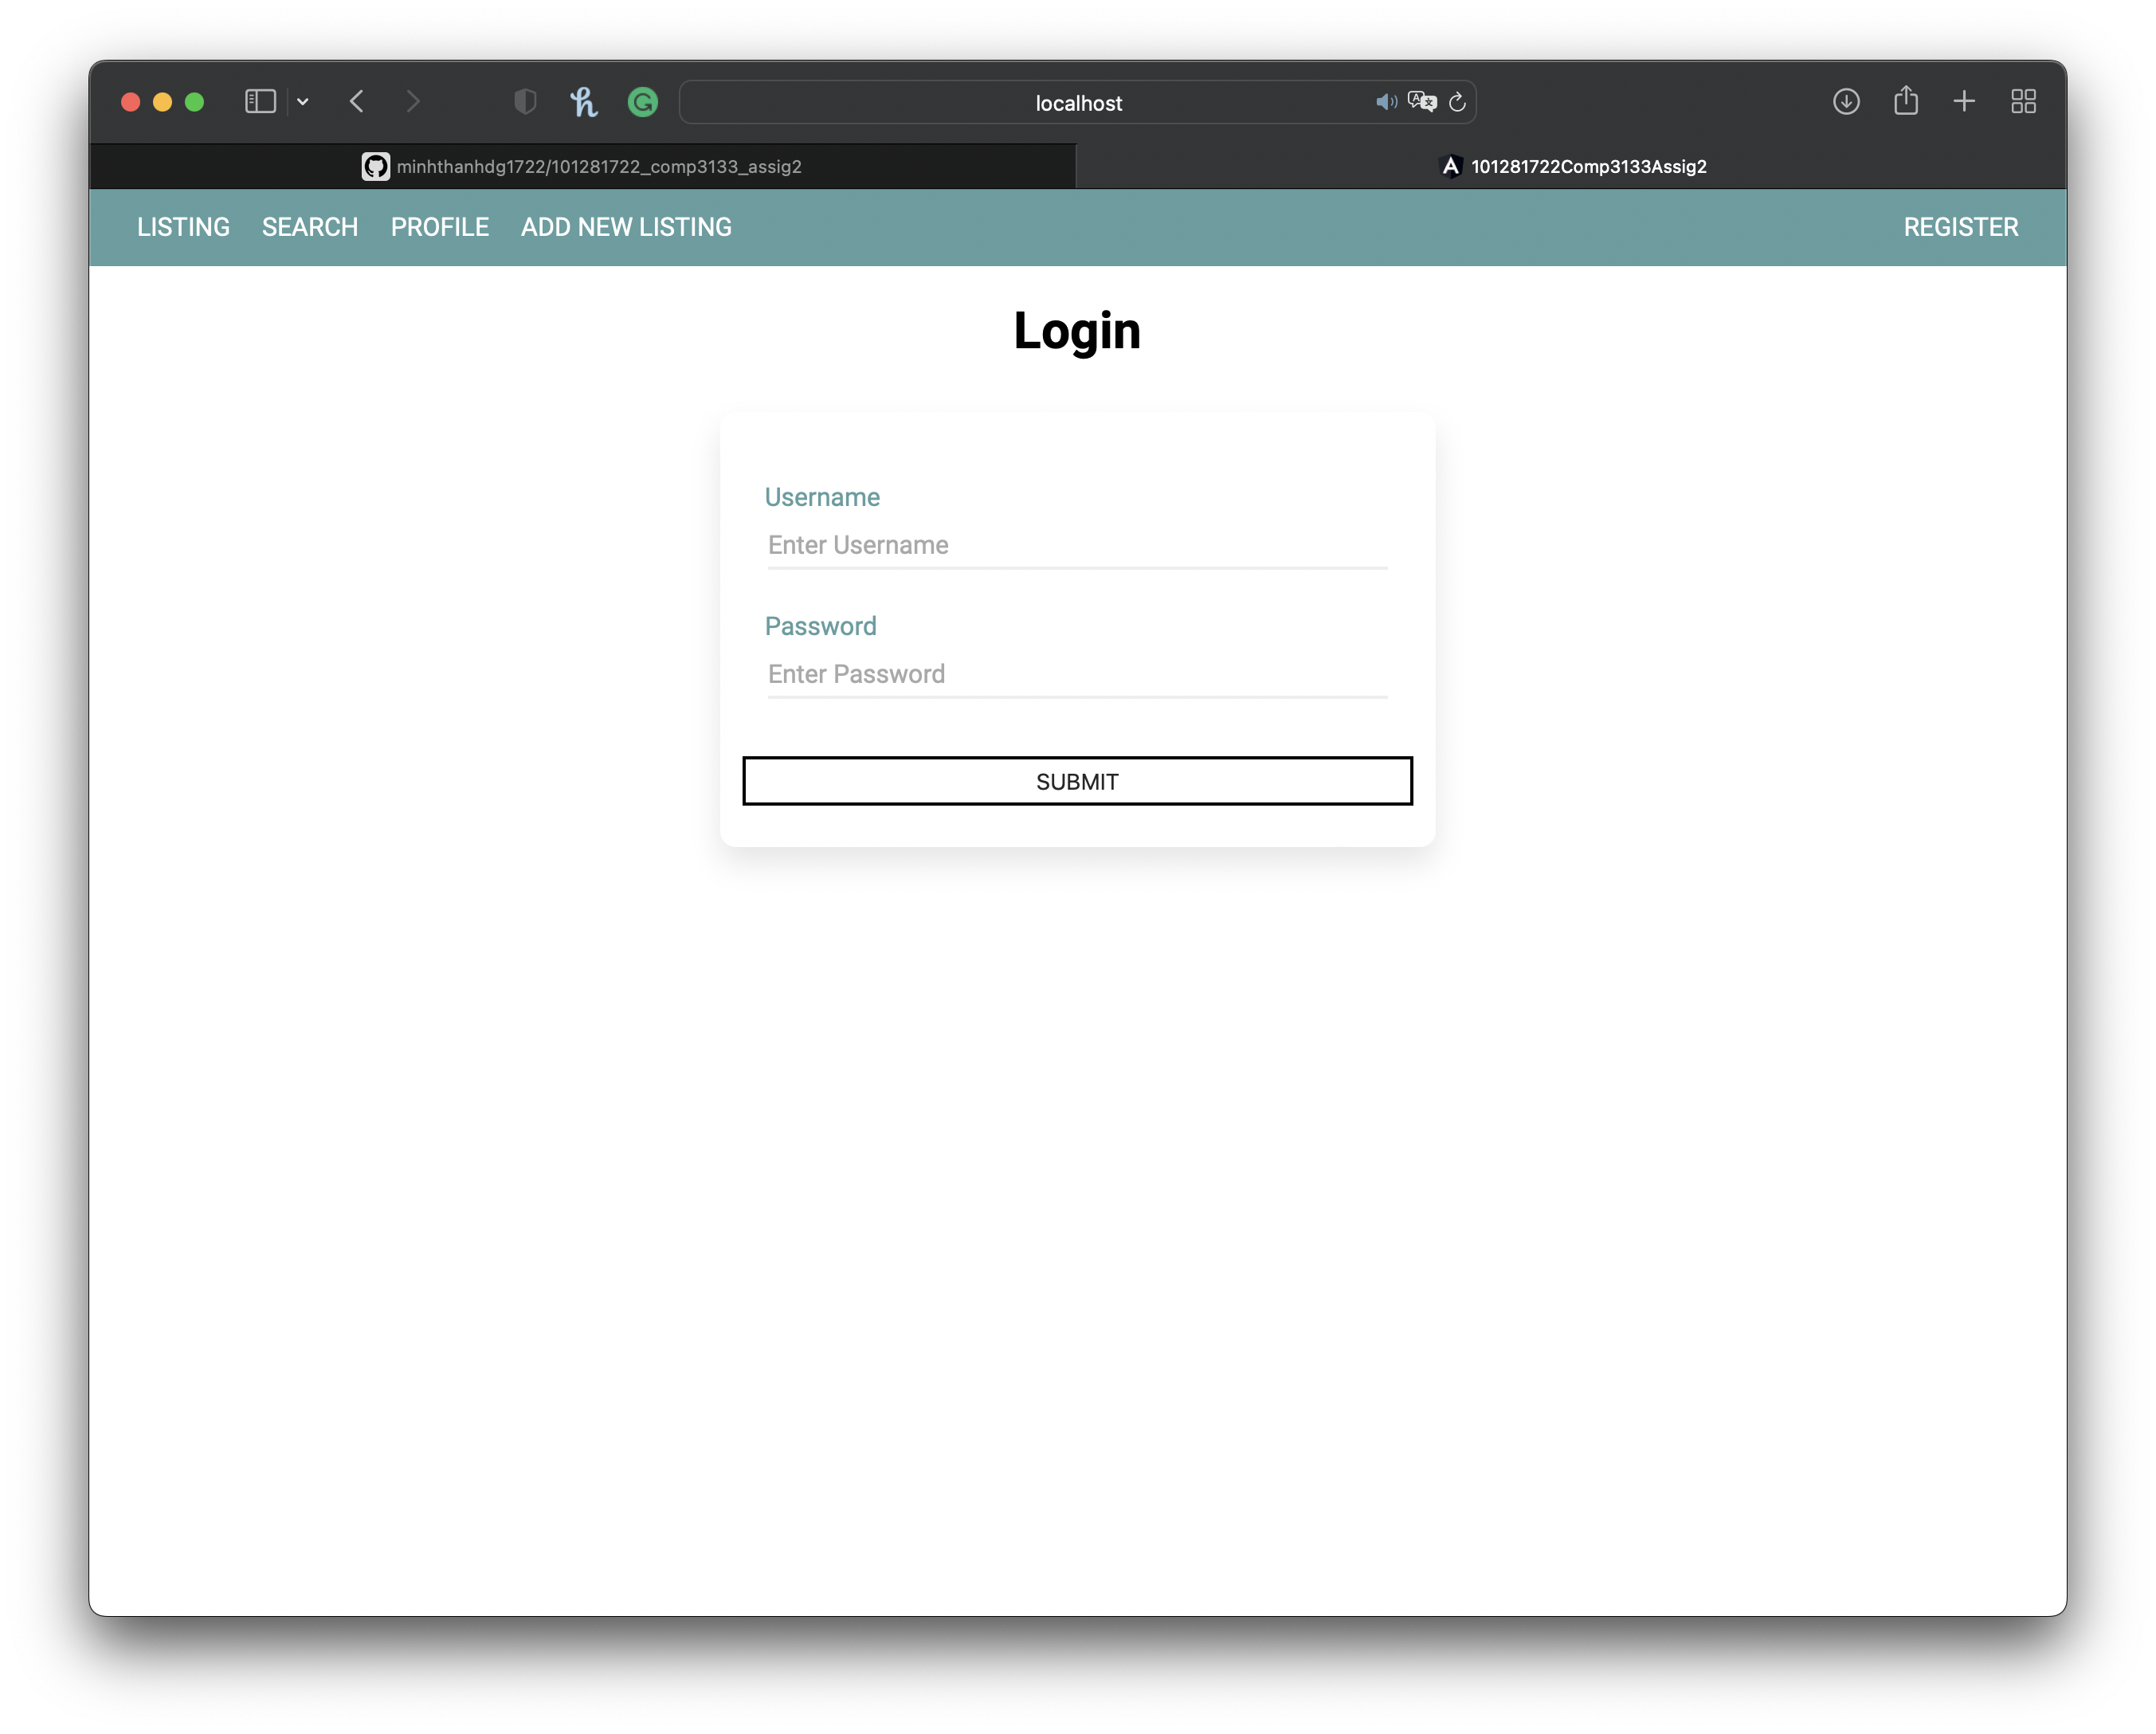 localhost
minhthanhdg1722/101281722_comp3133_assig2
101281722Comp3133Assig2
LISTING SEARCH PROFILE ADD NEW LISTING REGISTER
Login
Username
Enter Username
Password
Enter Password
SUBMIT